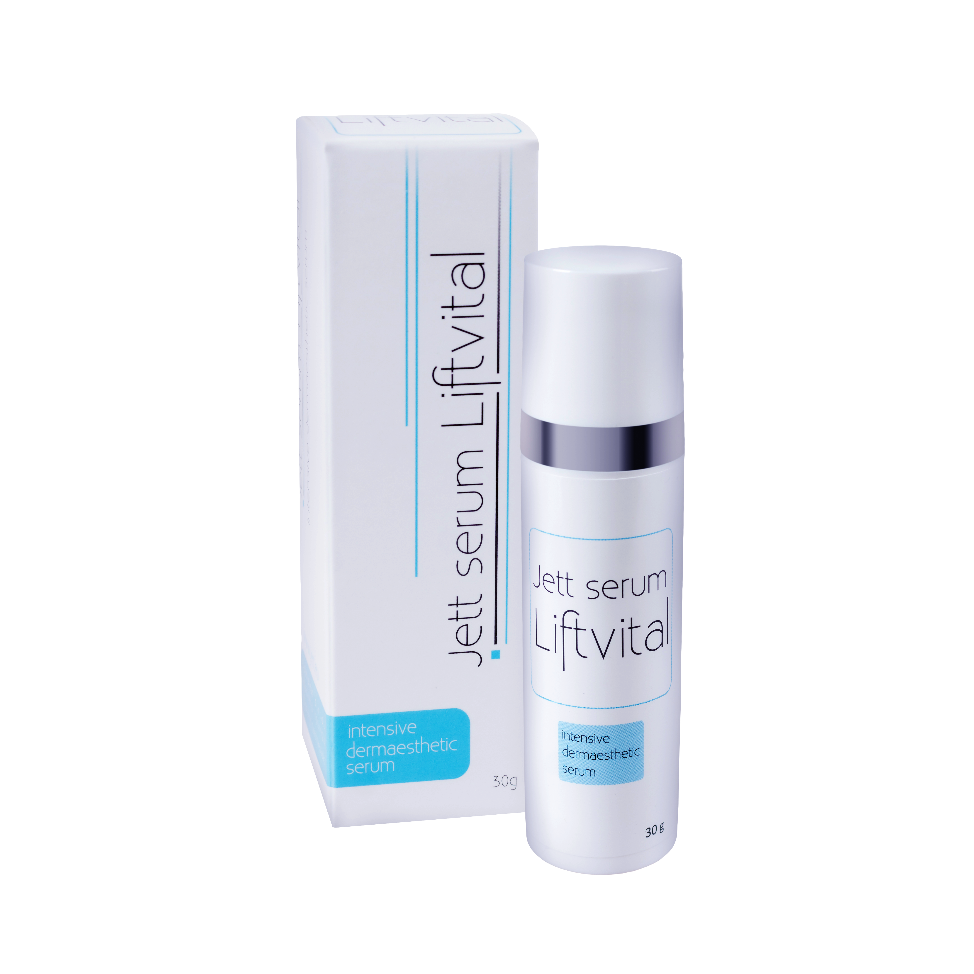 Liftvital
Jett serum Liftvital
intensive
dermaesthetic
serum
30g
Jett serum
Liftvital
intensive
dermaesthetic
serum
30 g